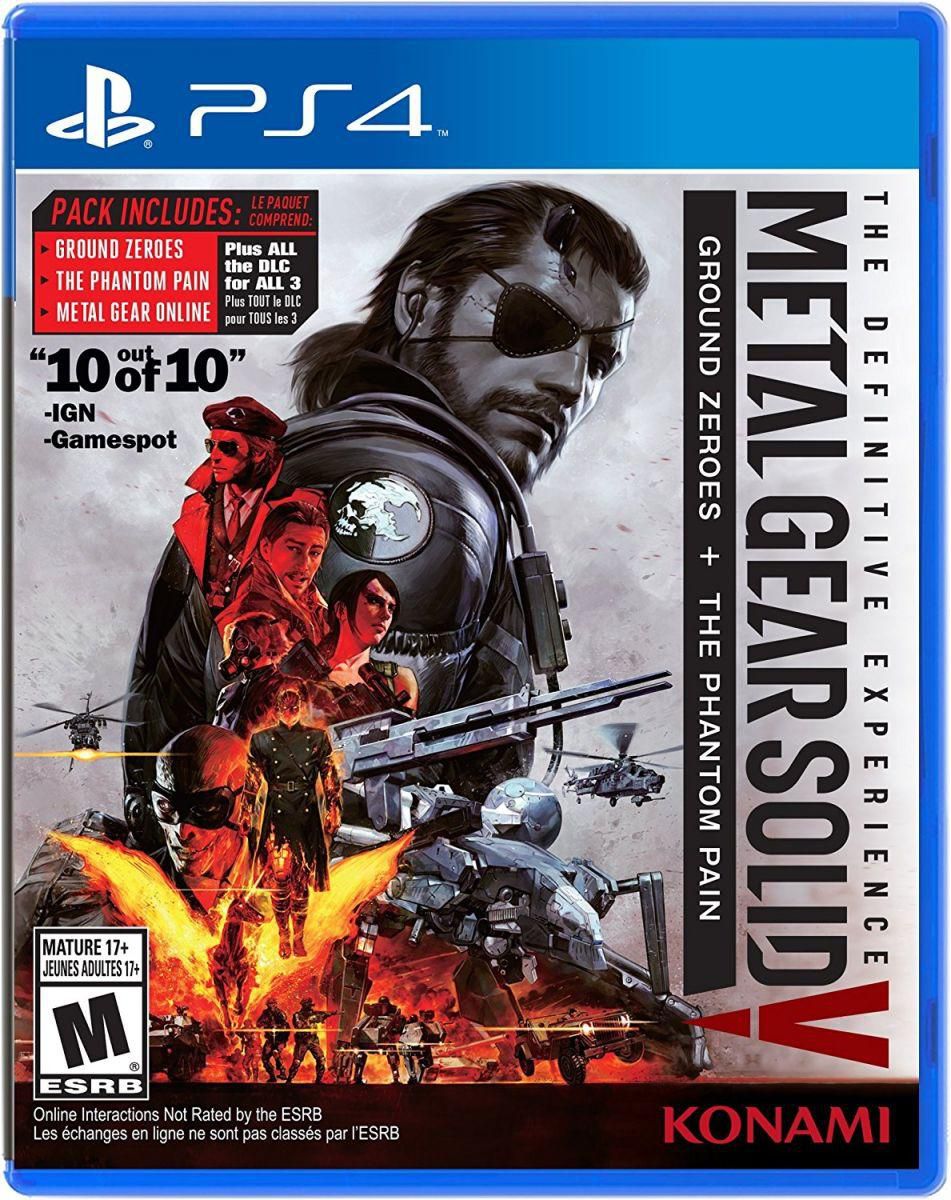 PS4™
PACK INCLUDES:
LE PAQUET
COMPREND:
GROUND ZEROES
THE PHANTOM PAIN
METAL GEAR ONLINE
Plus ALL
the DLC
for ALL 3
Plus TOUT le DLC
pour TOUS les 3
"10 out of 10"
-IGN
-Gamespot
THE DEFINITIVE EXPERIENCE
METAL GEAR SOLID V
GROUND ZEROES + THE PHANTOM PAIN
MATURE 17+
JEUNES ADULTES 17+
M
®
ESRB
Online Interactions Not Rated by the ESRB
Les échanges en ligne ne sont pas classés par l'ESRB
KONAMI